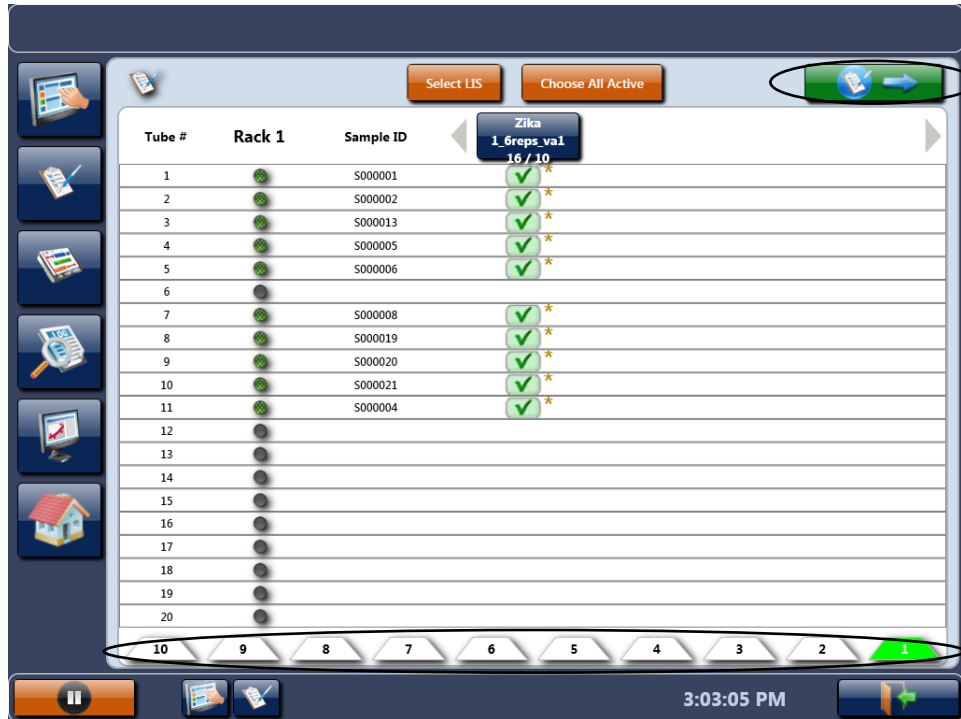 Select LIS
Choose All Active
Tube #
Rack 1
Sample ID
Zika
1_6reps_va1
16 / 10
1 S000001 *
2 S000002 *
3 S000013 *
4 S000005 *
5 S000006 *
6
7 S000008 *
8 S000019 *
9 S000020 *
10 S000021 *
11 S000004 *
12
13
14
15
16
17
18
19
20
10 9 8 7 6 5 4 3 2 1
LOG
3:03:05 PM